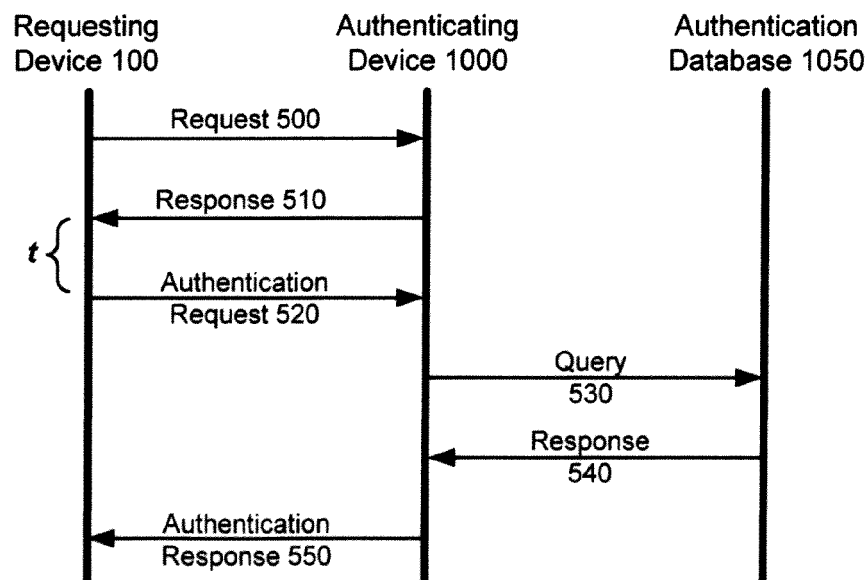 Requesting
Device 100
Authenticating
Device 1000
Authentication
Database 1050
Request 500
Response 510
t
Authentication
Request 520
Query
530
Response
540
Authentication
Response 550